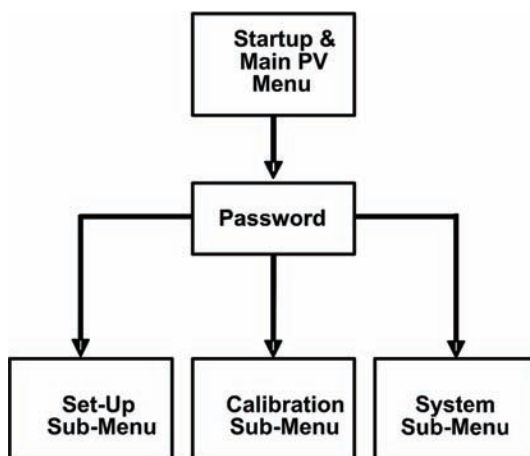 Startup &
Main PV
Menu
Password
Set-Up
Sub-Menu
Calibration
Sub-Menu
System
Sub-Menu